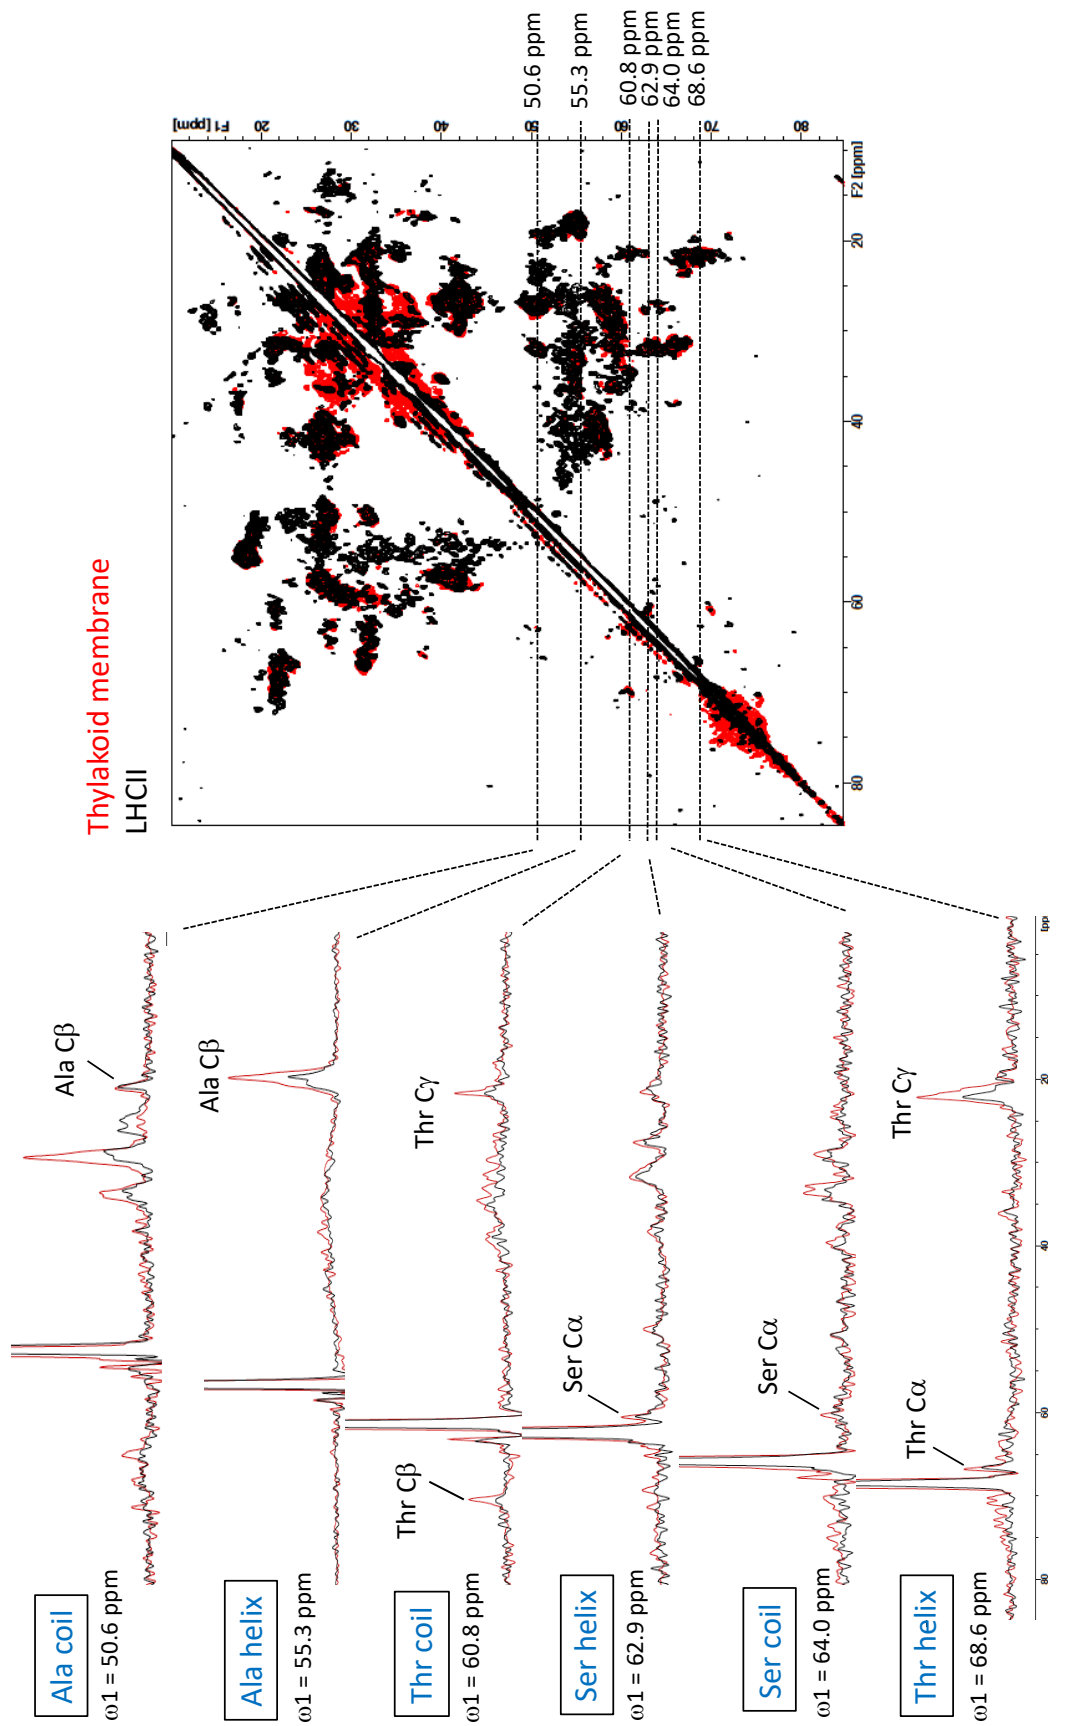 Thylakoid membrane
LHCII
F1 [ppm]
20
30
40
50
60
70
80
F2 [ppm]
20
40
60
80
50.6 ppm
55.3 ppm
60.8 ppm
62.9 ppm
64.0 ppm
68.6 ppm
Ala coil
ω1 = 50.6 ppm
Ala Cβ
Ala helix
ω1 = 55.3 ppm
Ala Cβ
Thr coil
ω1 = 60.8 ppm
Thr Cβ
Thr Cγ
Ser helix
ω1 = 62.9 ppm
Ser Cα
Ser coil
ω1 = 64.0 ppm
Ser Cα
Thr helix
ω1 = 68.6 ppm
Thr Cα
Thr Cγ
80
60
40
20